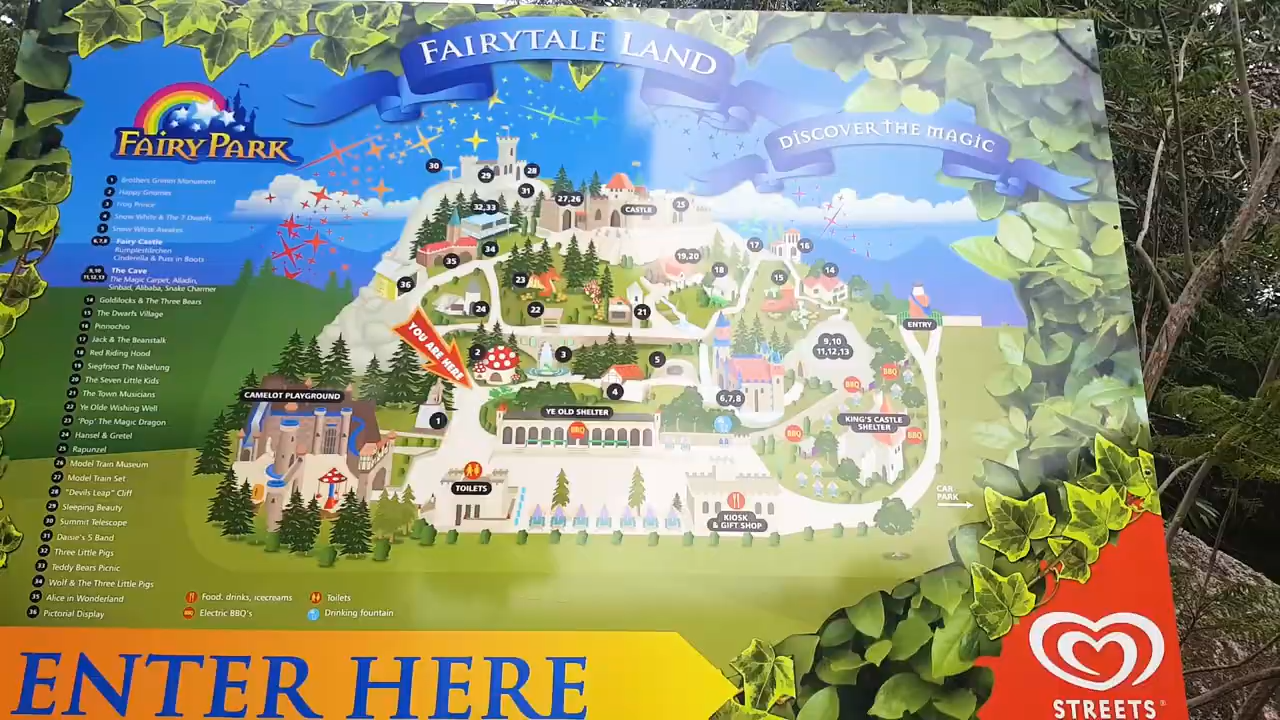 FAIRYTALE LAND
DISCOVER THE MAGIC
FAIRY PARK
1 Brothers Grimm Monument
2 Happy Gnomes
3 Frog Prince
4 Snow White & The 7 Dwarfs
5 Snow White Awakes
6,7,8 Fairy Castle
Rumplestilzchen
Cinderella & Puss in Boots
9,10 The Cave
11,12,13 The Magic Carpet, Alladin,
Sinbad, Alibaba, Snake Charmer
14 Goldilocks & The Three Bears
15 The Dwarfs Village
16 Pinnochio
17 Jack & The Beanstalk
18 Red Riding Hood
19 Siegfried The Nibelung
20 The Seven Little Kids
21 The Town Musicians
22 Ye Olde Wishing Well
23 'Pop' The Magic Dragon
24 Hansel & Gretel
25 Rapunzel
26 Model Train Museum
27 Model Train Set
28 "Devils Leap" Cliff
29 Sleeping Beauty
30 Summit Telescope
31 Daisie's 5 Band
32 Three Little Pigs
33 Teddy Bears Picnic
34 Wolf & The Three Little Pigs
35 Alice in Wonderland
36 Pictorial Display
30
29
28
31
27,26
32,33
CASTLE
25
34
35
36
19,20
18
17
16
15
14
23
24
22
21
ENTRY
YOU ARE HERE
2
3
5
4
9,10
11,12,13
BBQ
BBQ
CAMELOT PLAYGROUND
1
YE OLD SHELTER
BBQ
6,7,8
KING'S CASTLE
SHELTER
BBQ
BBQ
TOILETS
KIOSK
& GIFT SHOP
CAR
PARK
Food, drinks, icecreams
Toilets
BBQ Electric BBQ's
Drinking fountain
ENTER HERE
STREETS